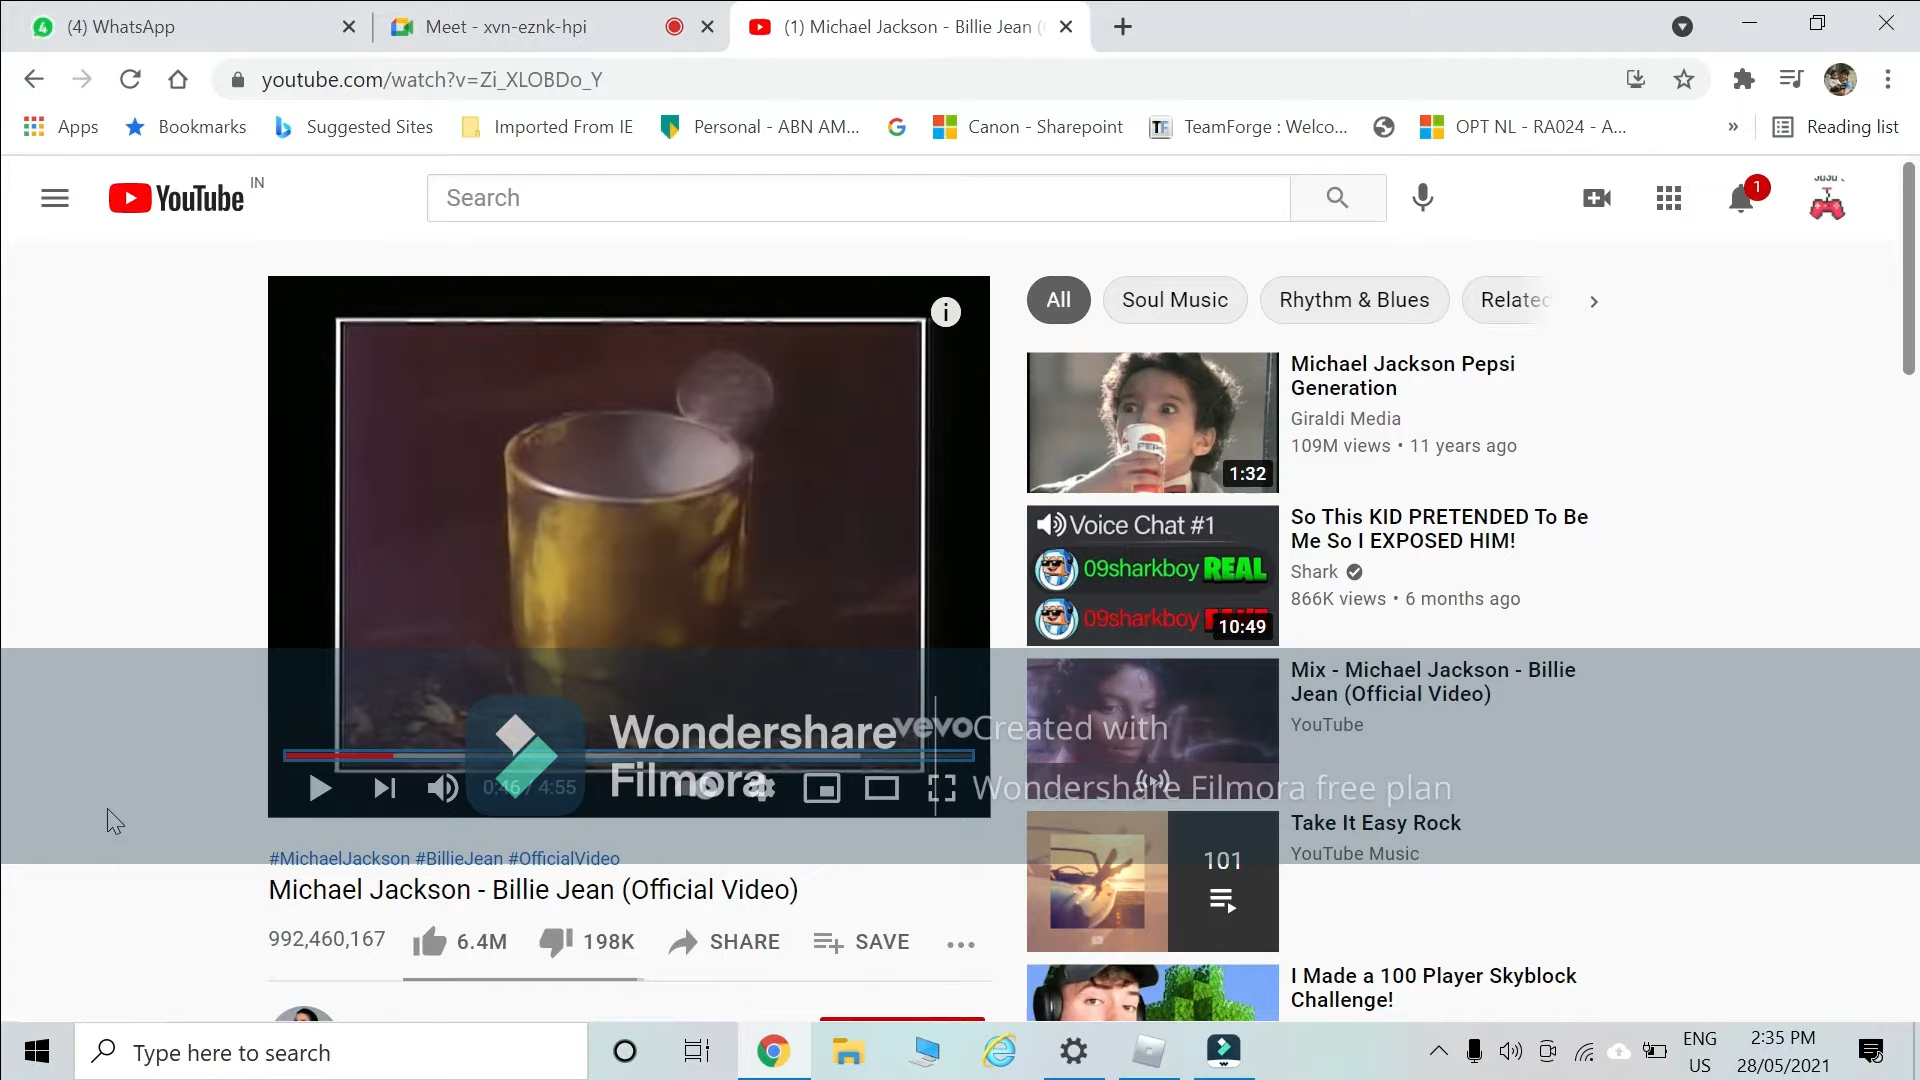 (4) WhatsApp
Meet - xvn-eznk-hpi
(1) Michael Jackson - Billie Jean (
youtube.com/watch?v=Zi_XLOBDo_Y
Apps
Bookmarks
Suggested Sites
Imported From IE
Personal - ABN AM...
Canon - Sharepoint
TF
TeamForge : Welco...
OPT NL - RA024 - A...
»
Reading list
YouTube IN
Search
1
All
Soul Music
Rhythm & Blues
Related
Michael Jackson Pepsi
Generation
Giraldi Media
109M views • 11 years ago
1:32
Voice Chat #1
09sharkboy REAL
09sharkboy
10:49
So This KID PRETENDED To Be
Me So I EXPOSED HIM!
Shark
866K views • 6 months ago
Mix - Michael Jackson - Billie
Jean (Official Video)
YouTube
Wondershare
Filmora
vevo
Created with
Wondershare Filmora free plan
0:46 / 4:55
Take It Easy Rock
YouTube Music
101
#MichaelJackson #BillieJean #OfficialVideo
Michael Jackson - Billie Jean (Official Video)
992,460,167
6.4M
198K
SHARE
SAVE
I Made a 100 Player Skyblock
Challenge!
Type here to search
ENG
US
2:35 PM
28/05/2021